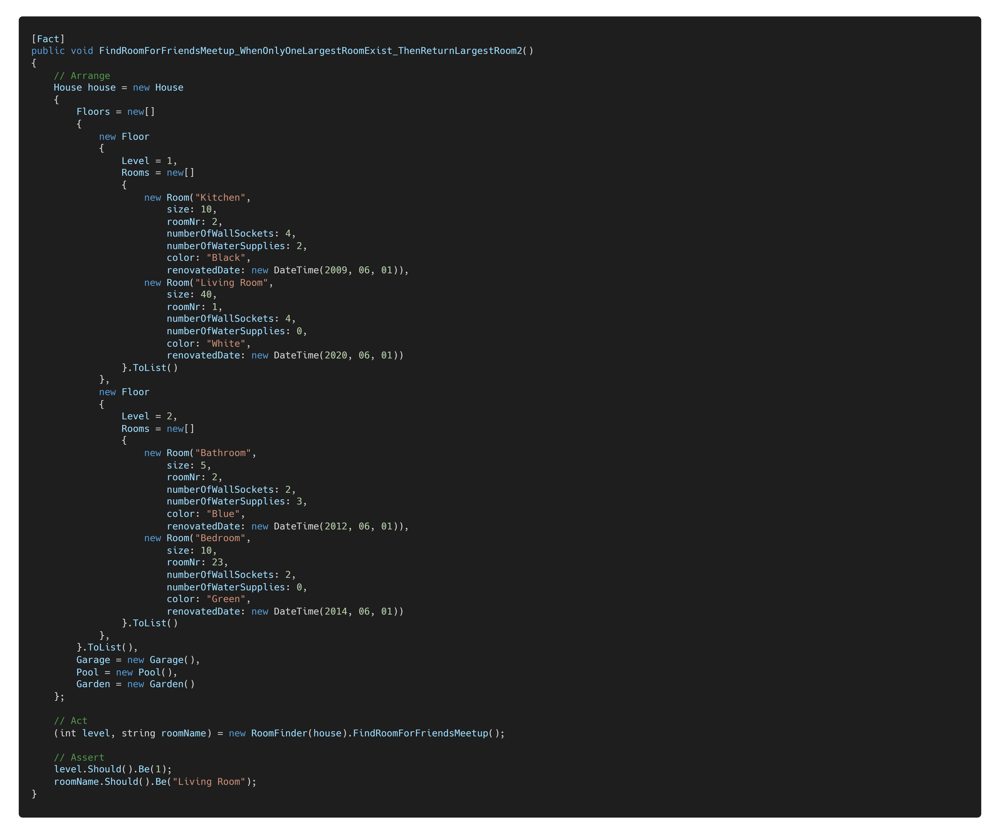 [Fact]
public void FindRoomForFriendsMeetup_WhenOnlyOneLargestRoomExist_ThenReturnLargestRoom2()
{
    // Arrange
    House house = new House
    {
        Floors = new[]
        {
            new Floor
            {
                Level = 1,
                Rooms = new[]
                {
                    new Room("Kitchen",
                        size: 10,
                        roomNr: 2,
                        numberOfWallSockets: 4,
                        numberOfWaterSupplies: 2,
                        color: "Black",
                        renovatedDate: new DateTime(2009, 06, 01)),
                    new Room("Living Room",
                        size: 40,
                        roomNr: 1,
                        numberOfWallSockets: 4,
                        numberOfWaterSupplies: 0,
                        color: "White",
                        renovatedDate: new DateTime(2020, 06, 01))
                }.ToList()
            },
            new Floor
            {
                Level = 2,
                Rooms = new[]
                {
                    new Room("Bathroom",
                        size: 5,
                        roomNr: 2,
                        numberOfWallSockets: 2,
                        numberOfWaterSupplies: 3,
                        color: "Blue",
                        renovatedDate: new DateTime(2012, 06, 01)),
                    new Room("Bedroom",
                        size: 10,
                        roomNr: 23,
                        numberOfWallSockets: 2,
                        numberOfWaterSupplies: 0,
                        color: "Green",
                        renovatedDate: new DateTime(2014, 06, 01))
                }.ToList()
            },
        }.ToList(),
        Garage = new Garage(),
        Pool = new Pool(),
        Garden = new Garden()
    };

    // Act
    (int level, string roomName) = new RoomFinder(house).FindRoomForFriendsMeetup();

    // Assert
    level.Should().Be(1);
    roomName.Should().Be("Living Room");
}